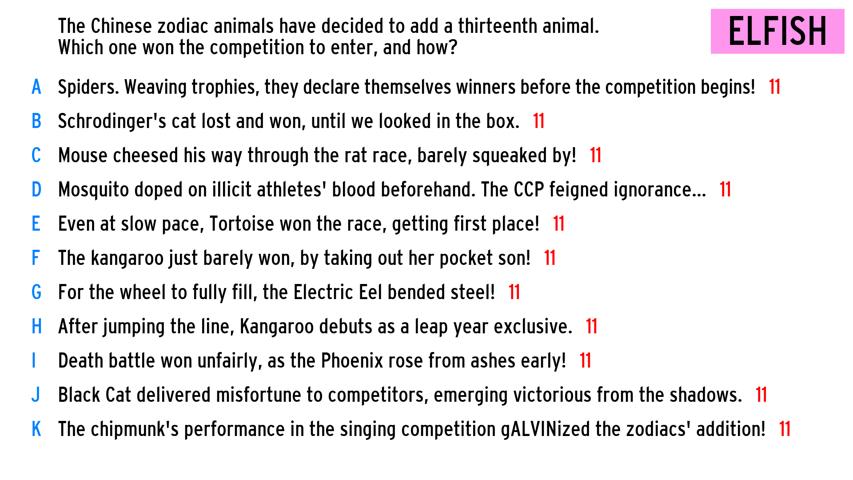 The Chinese zodiac animals have decided to add a thirteenth animal.
Which one won the competition to enter, and how?
ELFISH
A Spiders. Weaving trophies, they declare themselves winners before the competition begins! 11
B Schrodinger's cat lost and won, until we looked in the box. 11
C Mouse cheesed his way through the rat race, barely squeaked by! 11
D Mosquito doped on illicit athletes' blood beforehand. The CCP feigned ignorance... 11
E Even at slow pace, Tortoise won the race, getting first place! 11
F The kangaroo just barely won, by taking out her pocket son! 11
G For the wheel to fully fill, the Electric Eel bended steel! 11
H After jumping the line, Kangaroo debuts as a leap year exclusive. 11
I Death battle won unfairly, as the Phoenix rose from ashes early! 11
J Black Cat delivered misfortune to competitors, emerging victorious from the shadows. 11
K The chipmunk's performance in the singing competition gALVINized the zodiacs' addition! 11